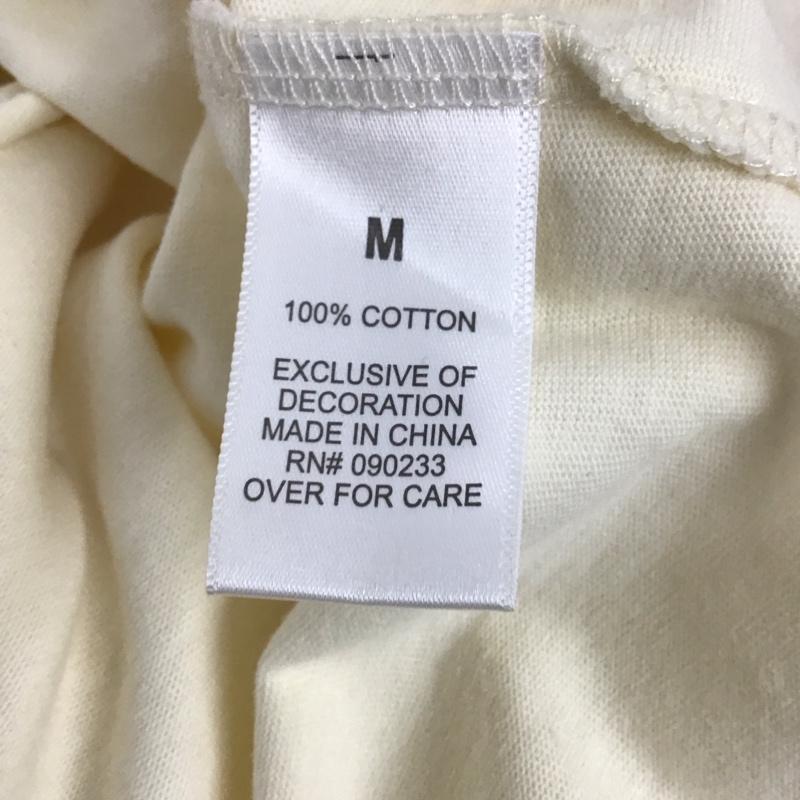 M
100% COTTON
EXCLUSIVE OF
DECORATION
MADE IN CHINA
RN# 090233
OVER FOR CARE